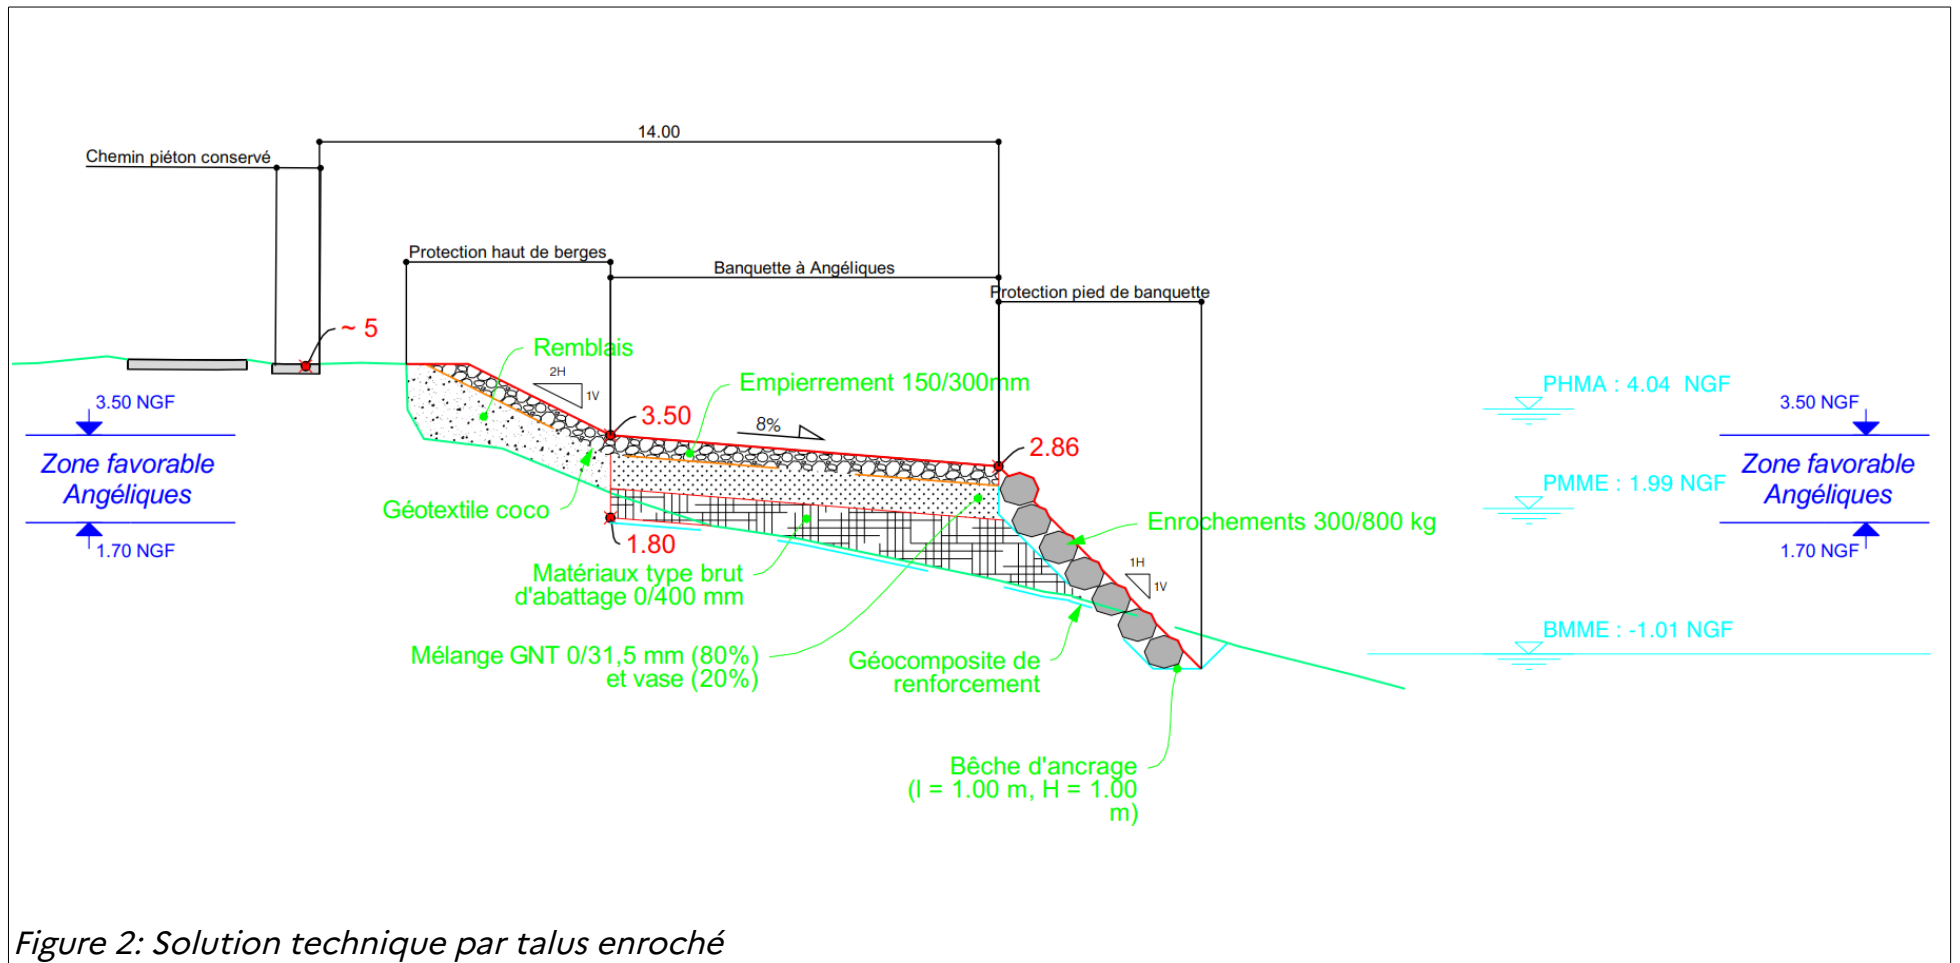 14.00
Chemin piéton conservé
Protection haut de berges
Banquette à Angéliques
Protection pied de banquette
~ 5
Remblais
2H
1V
Empierrement 150/300mm
3.50
8%
2.86
3.50 NGF
Zone favorable
Angéliques
1.70 NGF
PHMA : 4.04 NGF
PMME : 1.99 NGF
BMME : -1.01 NGF
3.50 NGF
Zone favorable
Angéliques
1.70 NGF
Géotextile coco
1.80
Enrochements 300/800 kg
1H
1V
Matériaux type brut
d'abattage 0/400 mm
Mélange GNT 0/31,5 mm (80%)
et vase (20%)
Géocomposite de
renforcement
Bêche d'ancrage
(l = 1.00 m, H = 1.00
m)
Figure 2: Solution technique par talus enroché